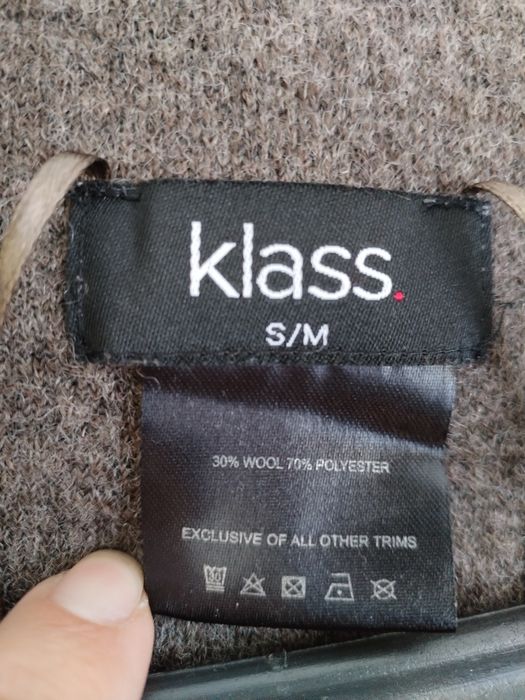 klass.
S/M
30% WOOL 70% POLYESTER
EXCLUSIVE OF ALL OTHER TRIMS
30